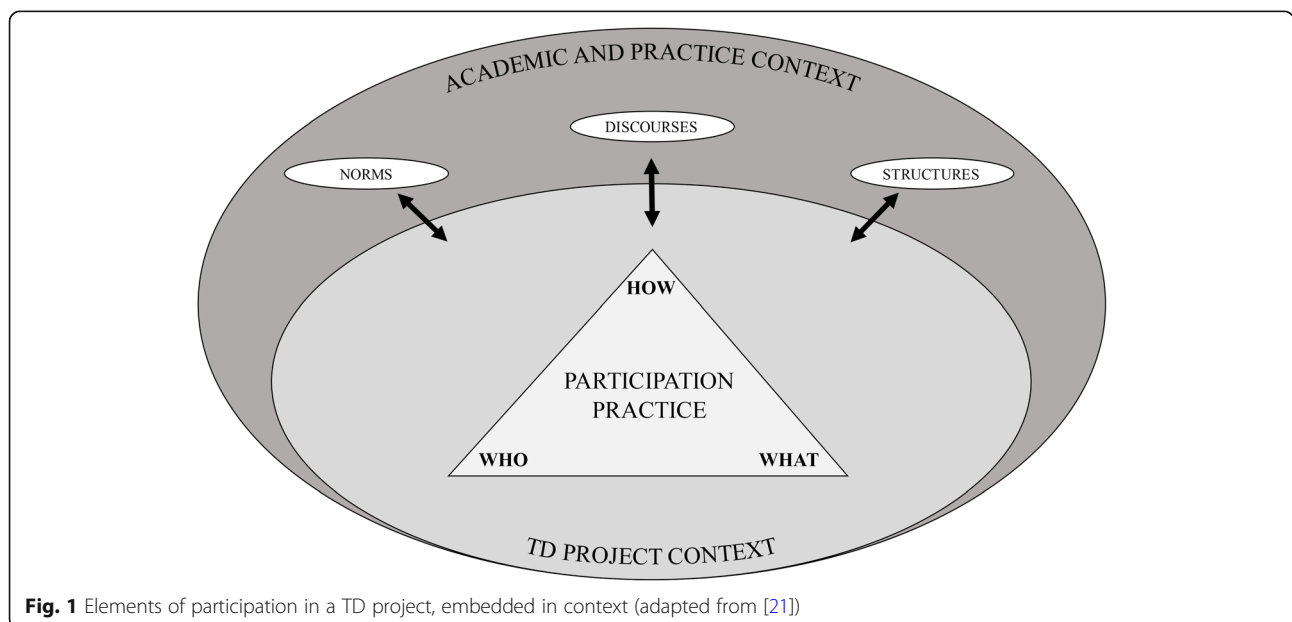 ACADEMIC AND PRACTICE CONTEXT
DISCOURSES
NORMS
STRUCTURES
HOW
PARTICIPATION
PRACTICE
WHO
WHAT
TD PROJECT CONTEXT
Fig. 1 Elements of participation in a TD project, embedded in context (adapted from [21])